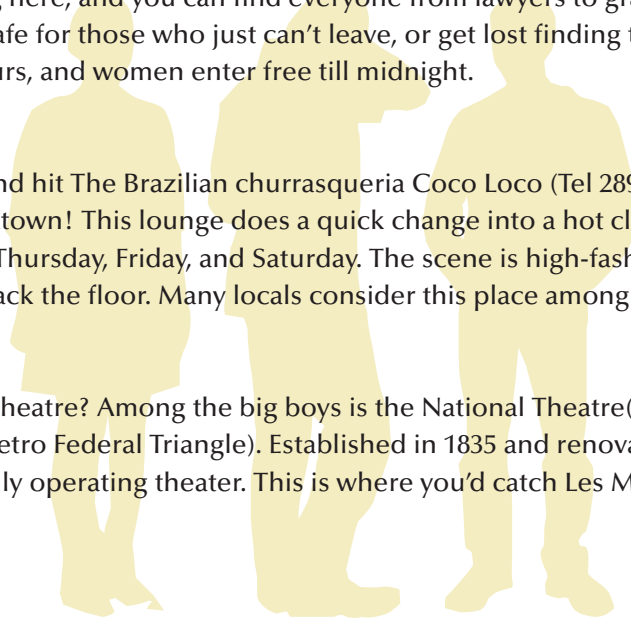 here, and you can find everyone from lawyers to
afe for those who just can't leave, or get lost finding
urs, and women enter free till midnight.
nd hit The Brazilian churrasqueria Coco Loco (Tel 289
town! This lounge does a quick change into a hot cl
Thursday, Friday, and Saturday. The scene is high-fash
ack the floor. Many locals consider this place among
heatre? Among the big boys is the National Theatre(
etro Federal Triangle). Established in 1835 and renova
ly operating theater. This is where you'd catch Les M